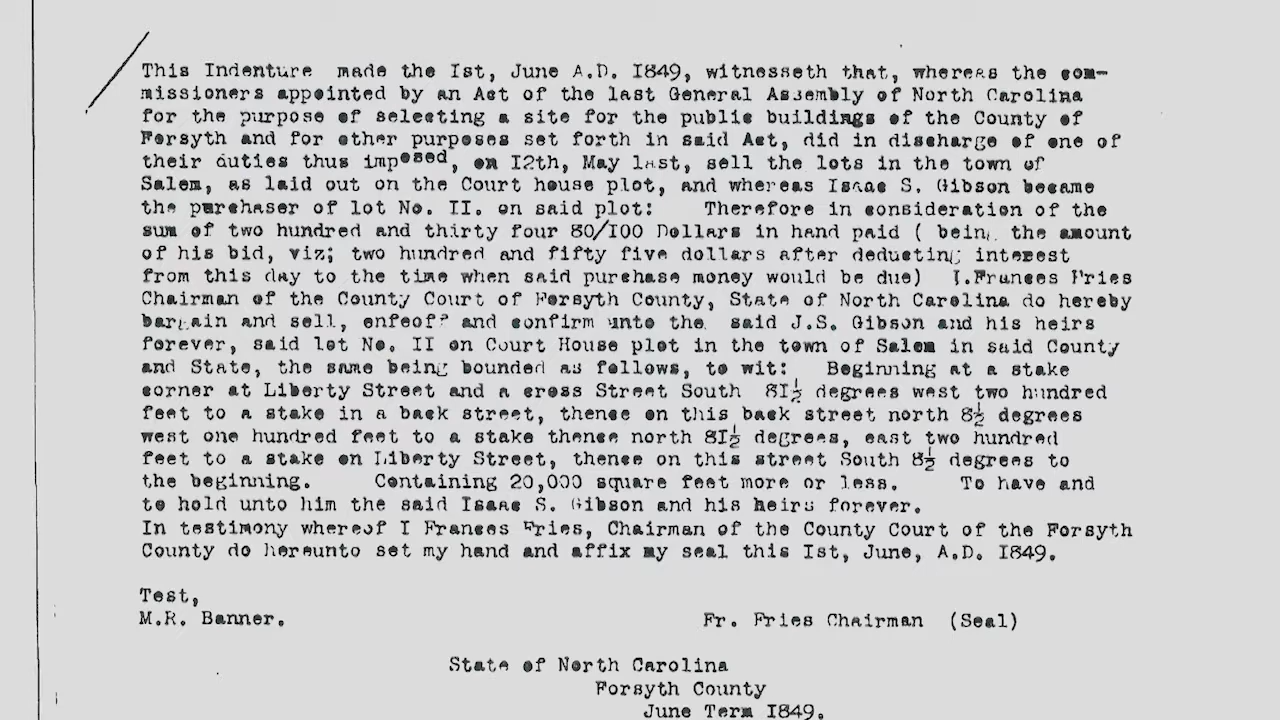 This Indenture made the Ist, June A.D. I849, witnesseth that, whereas the com-
missioners appointed by an Act of the last General Assembly of North Carolina
for the purpose of selecting a site for the public buildings of the County of
Forsyth and for other purposes set forth in said Act, did in discharge of one of
their duties thus imposed, on I2th, May last, sell the lots in the town of
Salem, as laid out on the Court house plot, and whereas Isaac S. Gibson became
the purchaser of lot No. II. on said plot: Therefore in consideration of the
sum of two hundred and thirty four 80/I00 Dollars in hand paid ( being the amount
of his bid, viz; two hundred and fifty five dollars after deducting interest
from this day to the time when said purchase money would be due) I.Frances Fries
Chairman of the County Court of Forsyth County, State of North Carolina do hereby
bargain and sell, enfeoff and confirm unto the said J.S. Gibson and his heirs
forever, said lot No. II on Court House plot in the town of Salem in said County
and State, the same being bounded as follows, to wit: Beginning at a stake
corner at Liberty Street and a cross Street South 8I½ degrees west two hundred
feet to a stake in a back street, thence on this back street north 8½ degrees
west one hundred feet to a stake thence north 8I½ degrees, east two hundred
feet to a stake on Liberty Street, thence on this street South 8½ degrees to
the beginning. Containing 20,000 square feet more or less. To have and
to hold unto him the said Isaac S. Gibson and his heirs forever.
In testimony whereof I Frances Fries, Chairman of the County Court of the Forsyth
County do hereunto set my hand and affix my seal this Ist, June, A.D. I849.
Test,
M.R. Banner.
Fr. Fries Chairman (Seal)
State of North Carolina
Forsyth County
June Term I849.